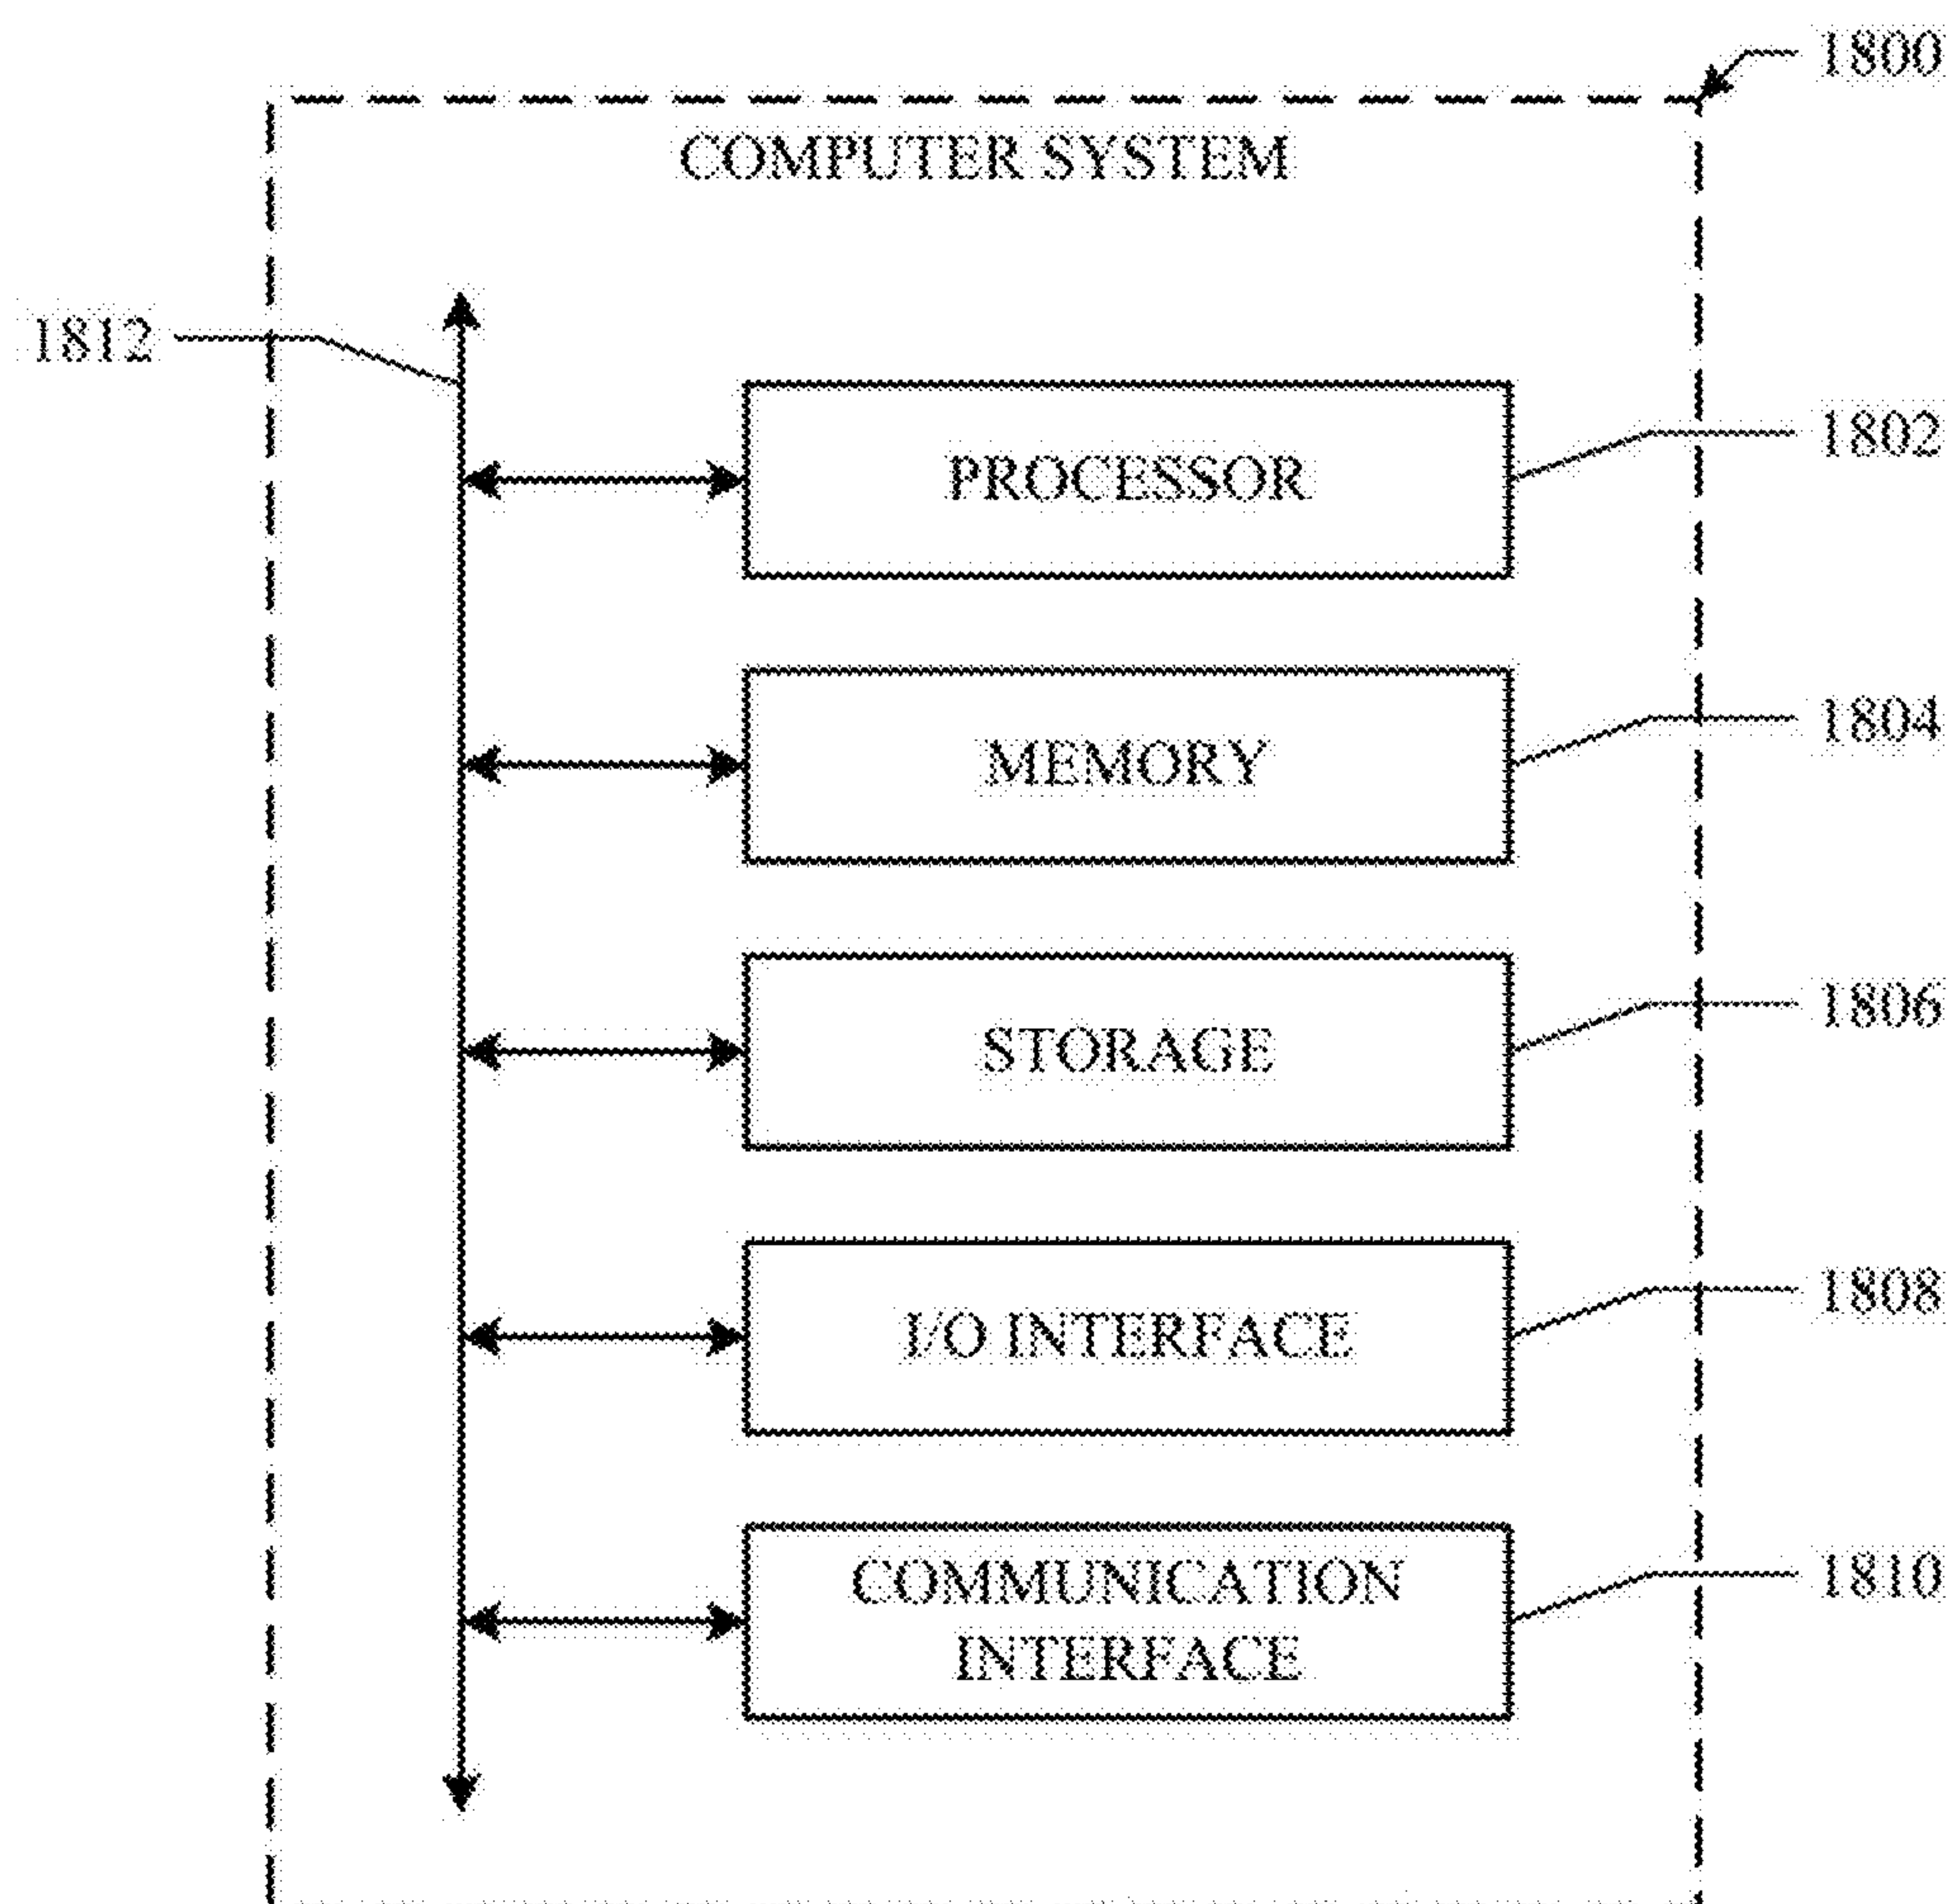 1800
COMPUTER SYSTEM
1812
PROCESSOR
1802
MEMORY
1804
STORAGE
1806
I/O INTERFACE
1808
COMMUNICATION
INTERFACE
1810